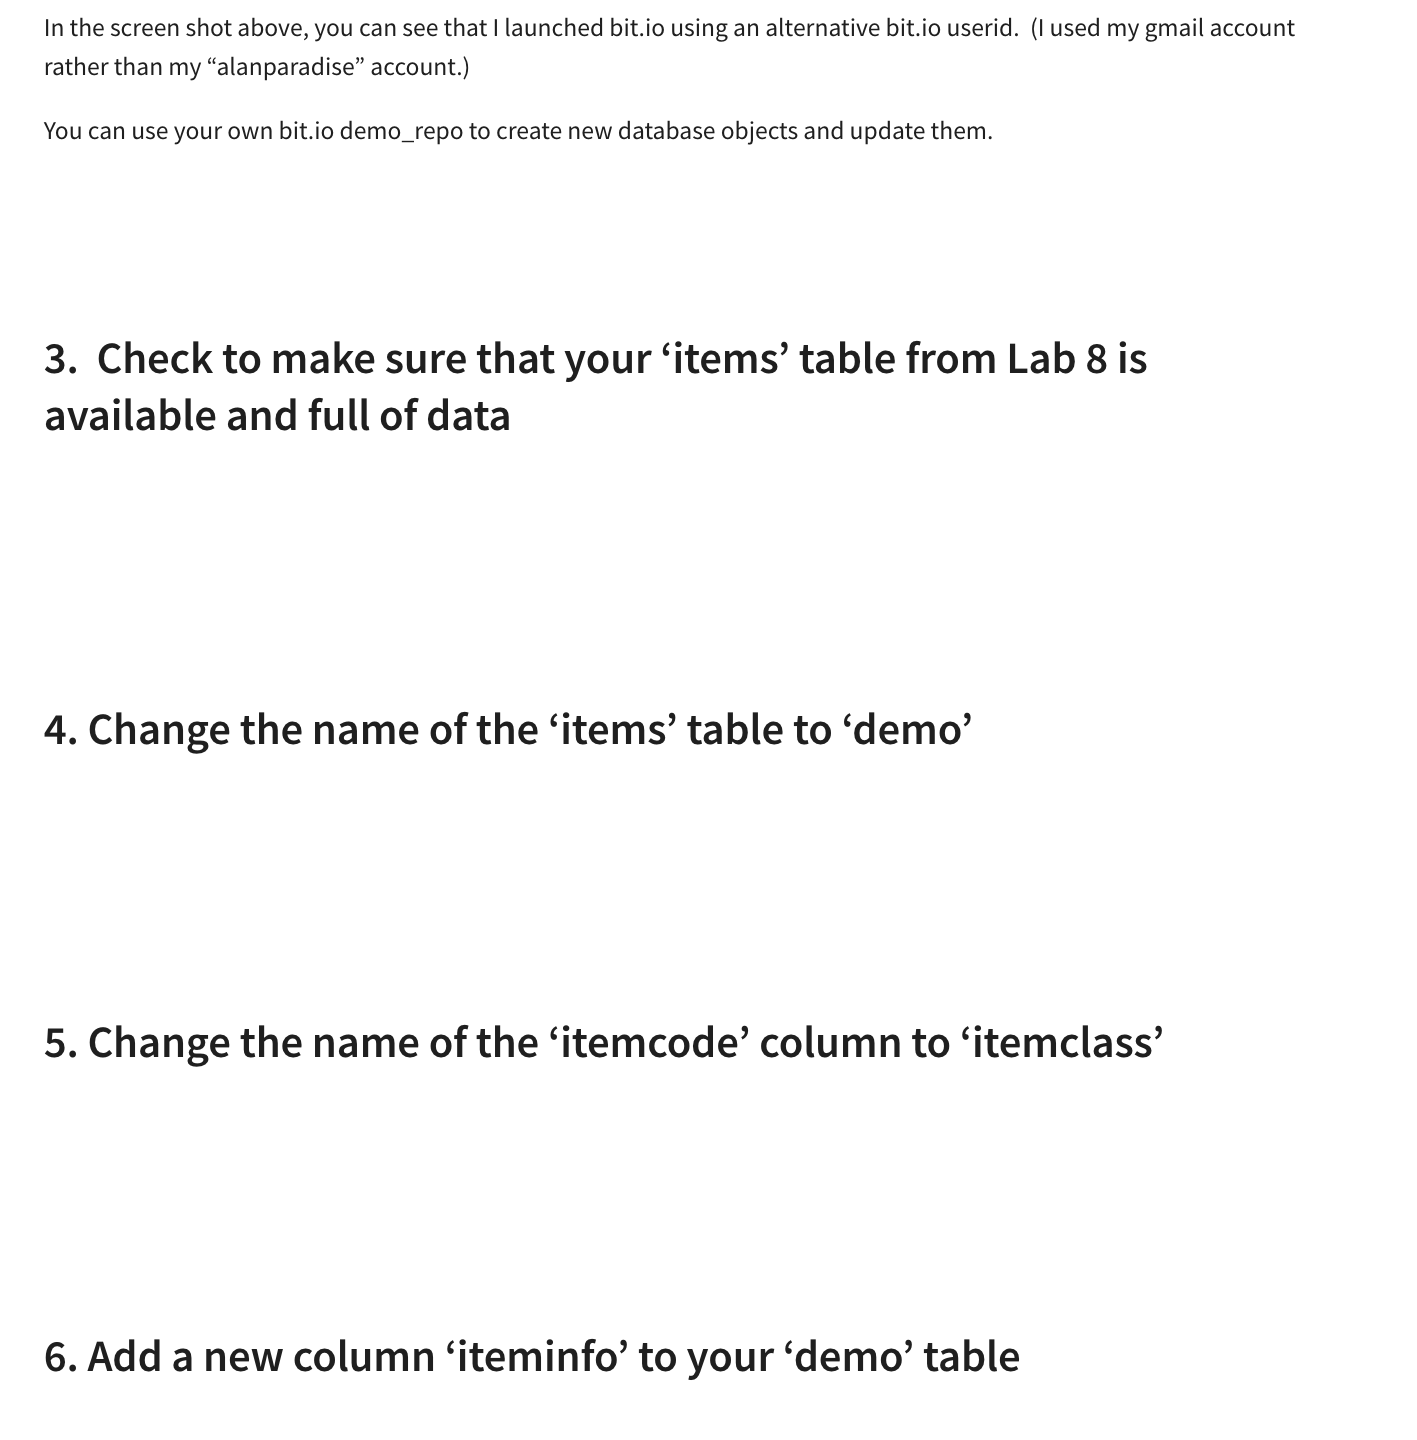 In the screen shot above, you can see that I launched bit.io using an alternative bit.io userid.  (I used my gmail account
rather than my “alanparadise” account.)
You can use your own bit.io demo_repo to create new database objects and update them.
3.  Check to make sure that your ‘items’ table from Lab 8 is
available and full of data
4. Change the name of the ‘items’ table to ‘demo’
5. Change the name of the ‘itemcode’ column to ‘itemclass’
6. Add a new column ‘iteminfo’ to your ‘demo’ table